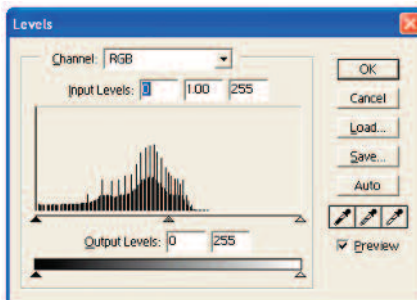 Levels
Channel: RGB
OK
Input Levels: 0 1.00 255
Cancel
Load...
Save...
Auto
Output Levels: 0 255
Preview